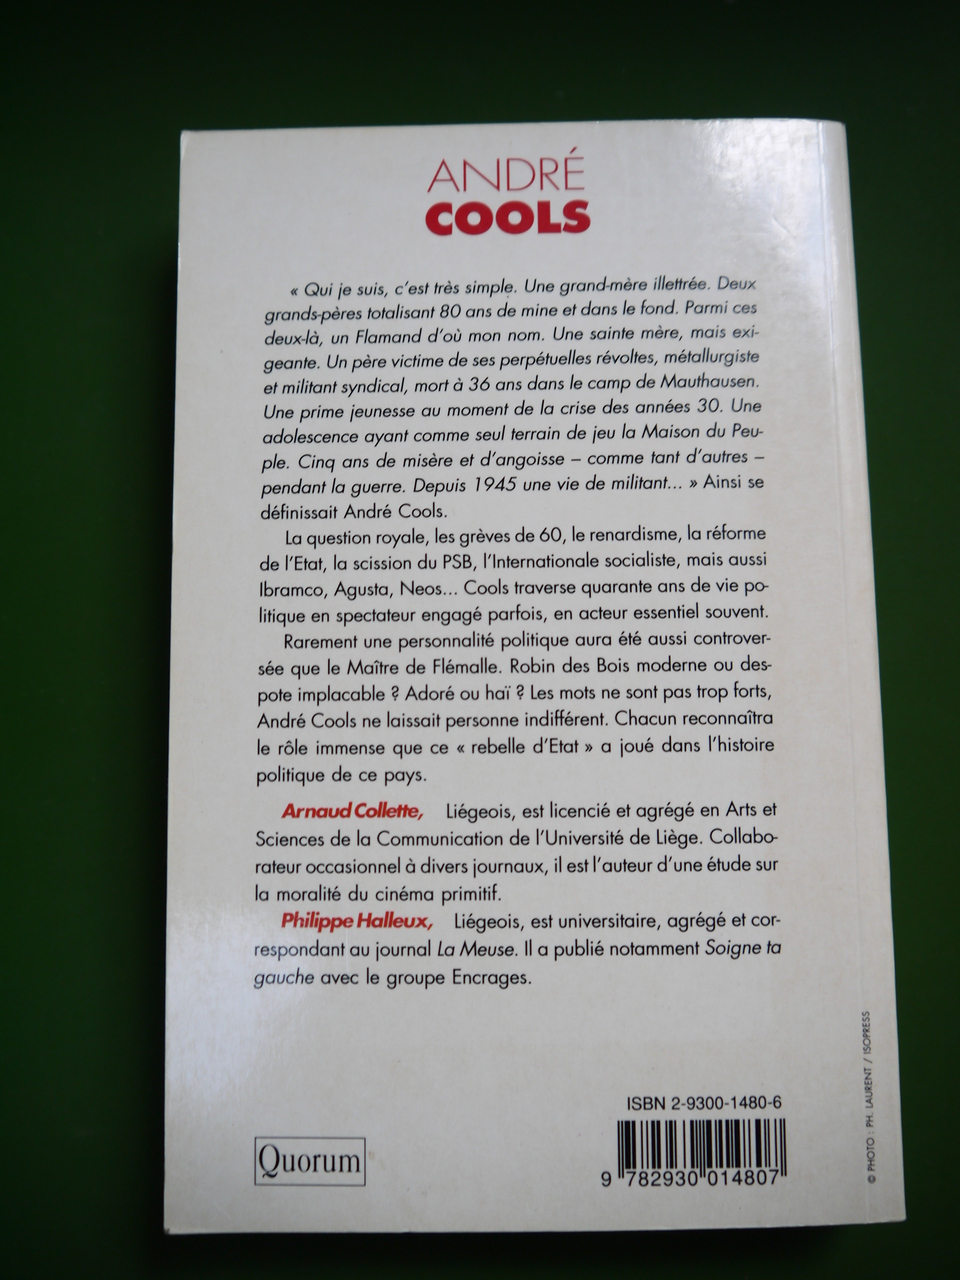 ANDRÉ
COOLS
« Qui je suis, c'est très simple. Une grand-mère illettrée. Deux
grands-pères totalisant 80 ans de mine et dans le fond. Parmi ces
deux-là, un Flamand d'où mon nom. Une sainte mère, mais exi-
geante. Un père victime de ses perpétuelles révoltes, métallurgiste
et militant syndical, mort à 36 ans dans le camp de Mauthausen.
Une prime jeunesse au moment de la crise des années 30. Une
adolescence ayant comme seul terrain de jeu la Maison du Peu-
ple. Cinq ans de misère et d'angoisse – comme tant d'autres –
pendant la guerre. Depuis 1945 une vie de militant... » Ainsi se
définissait André Cools.
La question royale, les grèves de 60, le renardisme, la réforme
de l'Etat, la scission du PSB, l'Internationale socialiste, mais aussi
Ibramco, Agusta, Neos... Cools traverse quarante ans de vie po-
litique en spectateur engagé parfois, en acteur essentiel souvent.
Rarement une personnalité politique aura été aussi controver-
sée que le Maître de Flémalle. Robin des Bois moderne ou des-
pote implacable ? Adoré ou haï ? Les mots ne sont pas trop forts,
André Cools ne laissait personne indifférent. Chacun reconnaîtra
le rôle immense que ce « rebelle d'Etat » a joué dans l'histoire
politique de ce pays.
Arnaud Collette, Liégeois, est licencié et agrégé en Arts et
Sciences de la Communication de l'Université de Liège. Collabo-
rateur occasionnel à divers journaux, il est l'auteur d'une étude sur
la moralité du cinéma primitif.
Philippe Halleux, Liégeois, est universitaire, agrégé et cor-
respondant au journal La Meuse. Il a publié notamment Soigne ta
gauche avec le groupe Encrages.
© PHOTO : PH. LAURENT / ISOPRESS
ISBN 2-9300-1480-6
Quorum
9 782930 014807